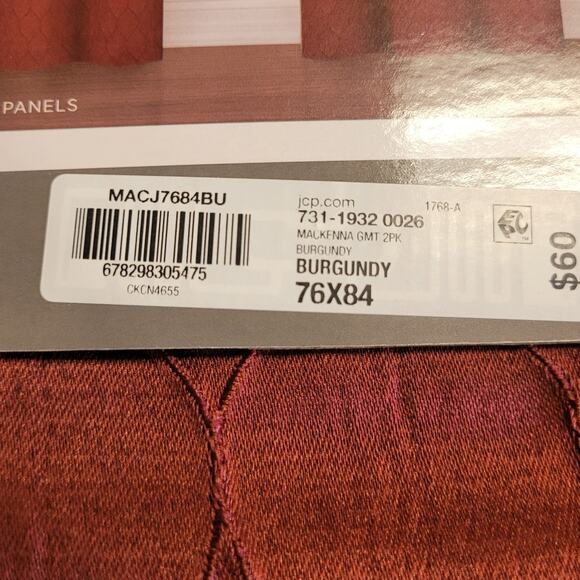 PANELS
MACJ7684BU
678298305475
CKCN4655
jcp.com 1768-A
731-1932 0026
MACKENNA GMT 2PK
BURGUNDY
BURGUNDY
76X84
$60